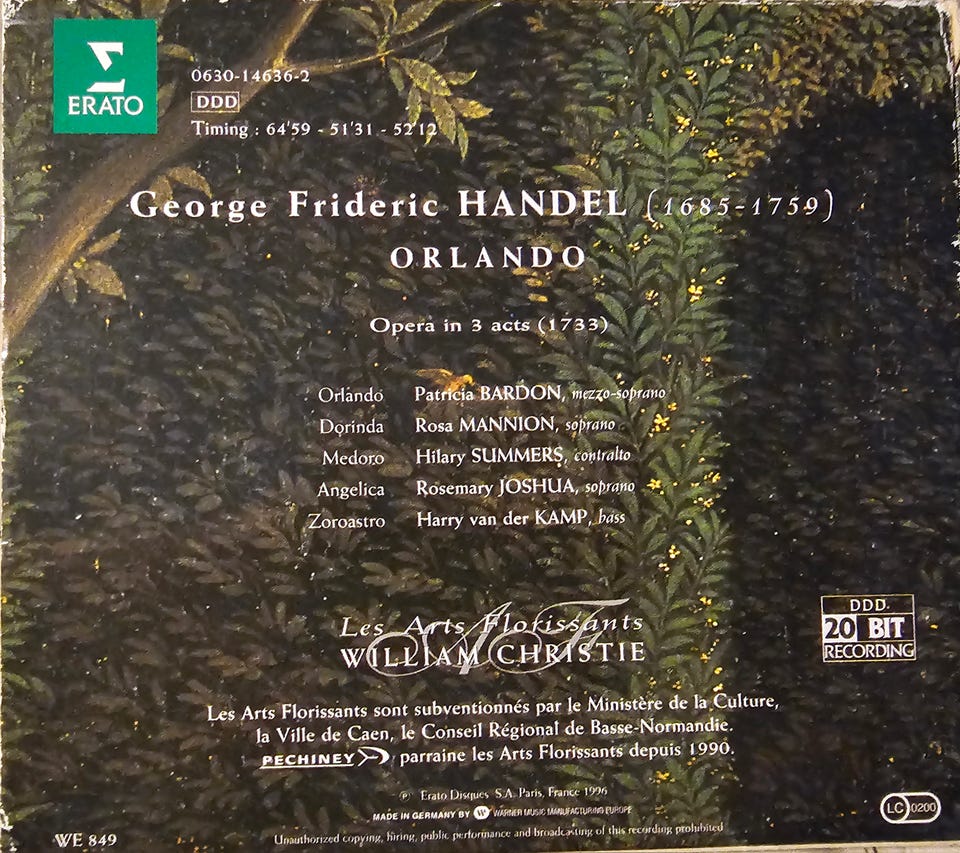 ERATO
0630-14636-2
DDD
Timing : 64'59 - 51'31 - 52'12
George Frideric HANDEL (1685-1759)
ORLANDO
Opera in 3 acts (1733)
Orlando Patricia BARDON, mezzo-soprano
Dorinda Rosa MANNION, soprano
Medoro Hilary SUMMERS, contralto
Angelica Rosemary JOSHUA, soprano
Zoroastro Harry van der KAMP, bass
Les Arts Florissants
WILLIAM CHRISTIE
DDD
20 BIT
RECORDING
Les Arts Florissants sont subventionnés par le Ministère de la Culture,
la Ville de Caen, le Conseil Régional de Basse-Normandie.
PECHINEY parraine les Arts Florissants depuis 1990.
℗ Erato Disques S.A. Paris, France 1996
MADE IN GERMANY BY W WARNER MUSIC MANUFACTURING EUROPE
LC 0200
WE 849
Unauthorized copying, hiring, public performance and broadcasting of this recording prohibited